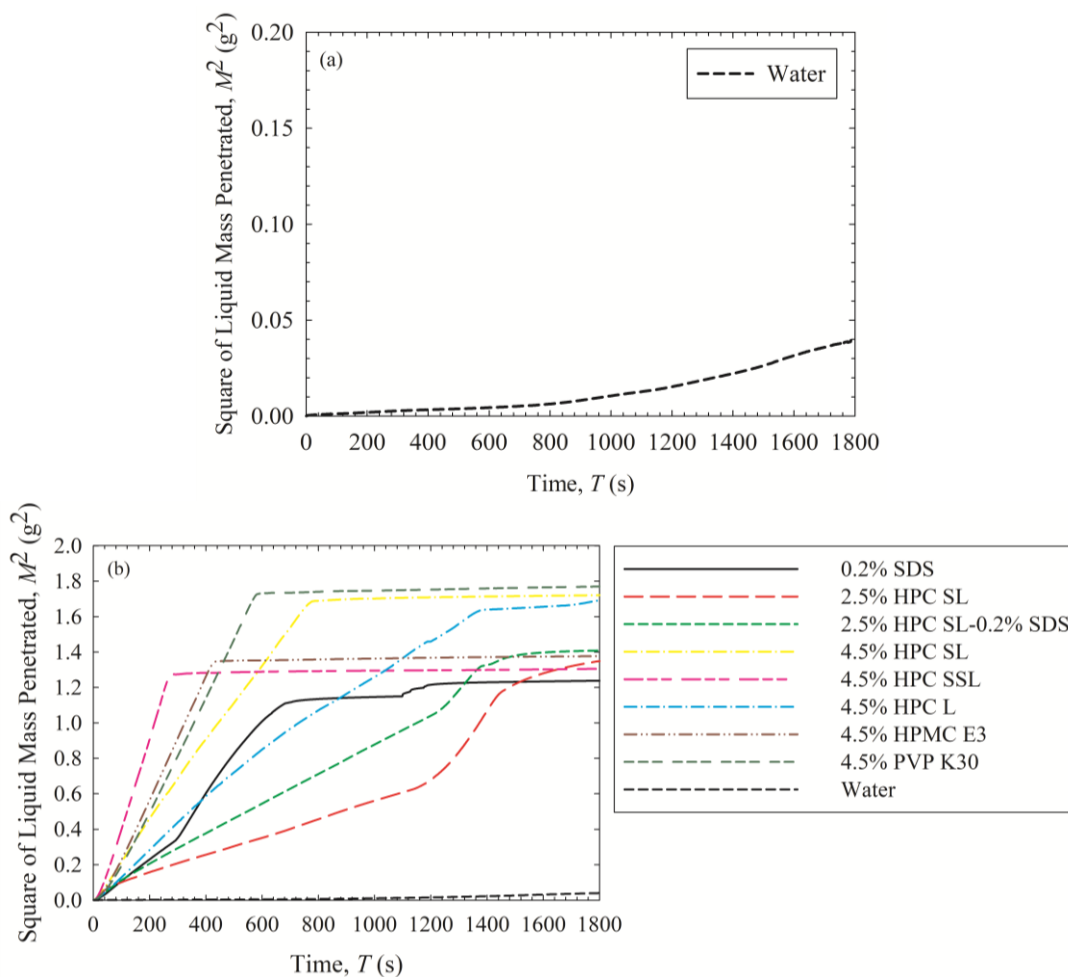 Square of Liquid Mass Penetrated, M² (g²)
0.20
(a)
Water
0.15
0.10
0.05
0.00
0 200 400 600 800 1000 1200 1400 1600 1800
Time, T (s)
Square of Liquid Mass Penetrated, M² (g²)
2.0
(b)
1.8
1.6
1.4
1.2
1.0
0.8
0.6
0.4
0.2
0.0
0 200 400 600 800 1000 1200 1400 1600 1800
Time, T (s)
0.2% SDS
2.5% HPC SL
2.5% HPC SL-0.2% SDS
4.5% HPC SL
4.5% HPC SSL
4.5% HPC L
4.5% HPMC E3
4.5% PVP K30
Water